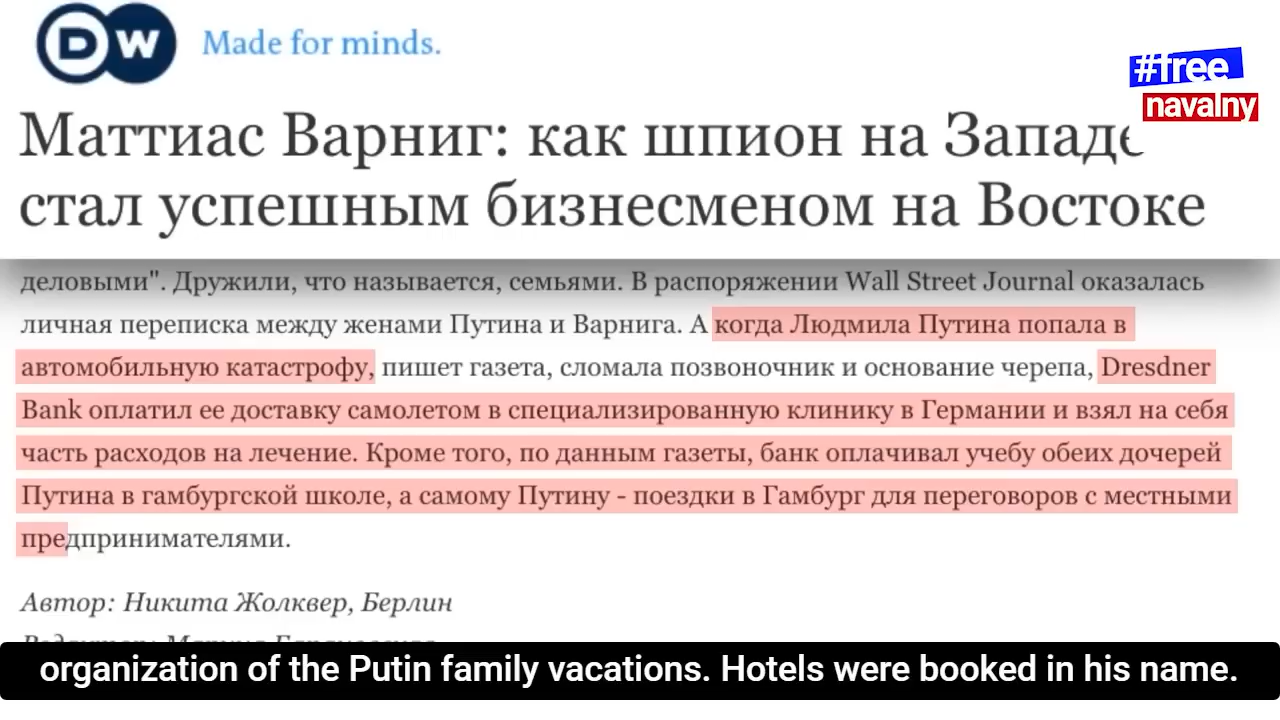 DW Made for minds.
#free
navalny
Маттиас Варниг: как шпион на Западе
стал успешным бизнесменом на Востоке
деловыми". Дружили, что называется, семьями. В распоряжении Wall Street Journal оказалась
личная переписка между женами Путина и Варнига. А когда Людмила Путина попала в
автомобильную катастрофу, пишет газета, сломала позвоночник и основание черепа, Dresdner
Bank оплатил ее доставку самолетом в специализированную клинику в Германии и взял на себя
часть расходов на лечение. Кроме того, по данным газеты, банк оплачивал учебу обеих дочерей
Путина в гамбургской школе, а самому Путину - поездки в Гамбург для переговоров с местными
предпринимателями.
Автор: Никита Жолквер, Берлин
organization of the Putin family vacations. Hotels were booked in his name.